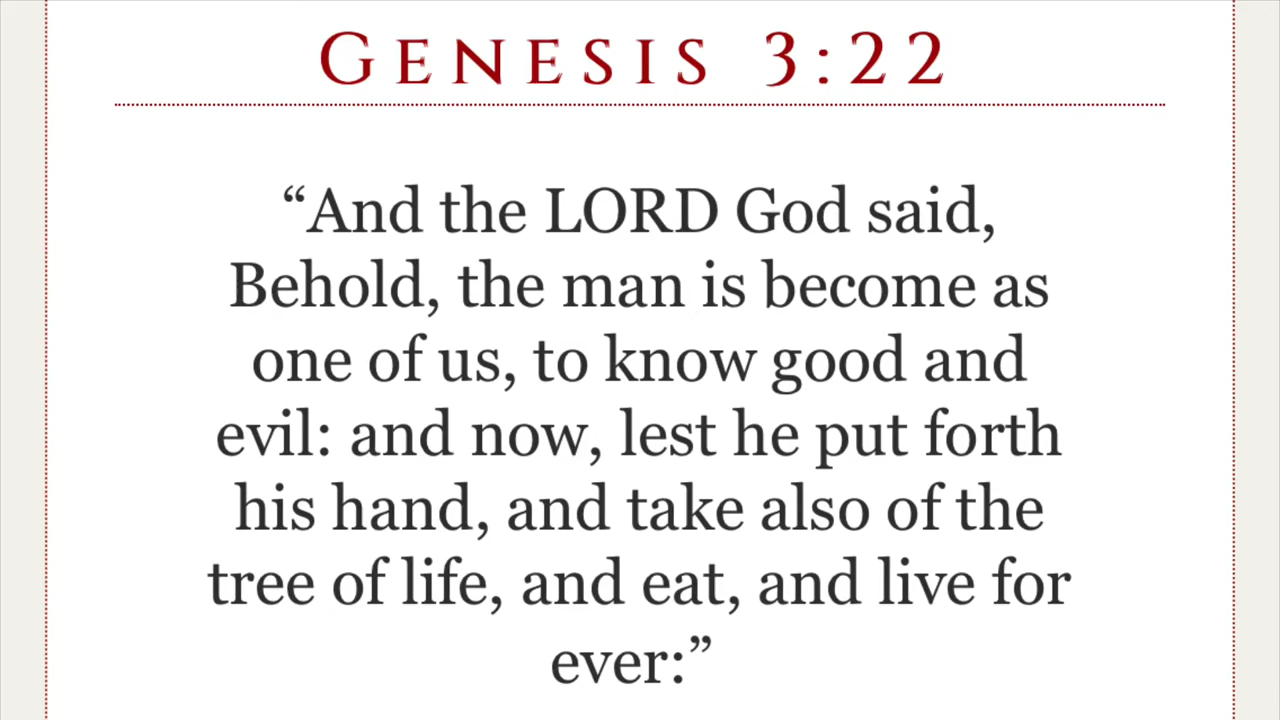 Genesis 3:22
“And the LORD God said,
Behold, the man is become as
one of us, to know good and
evil: and now, lest he put forth
his hand, and take also of the
tree of life, and eat, and live for
ever:”